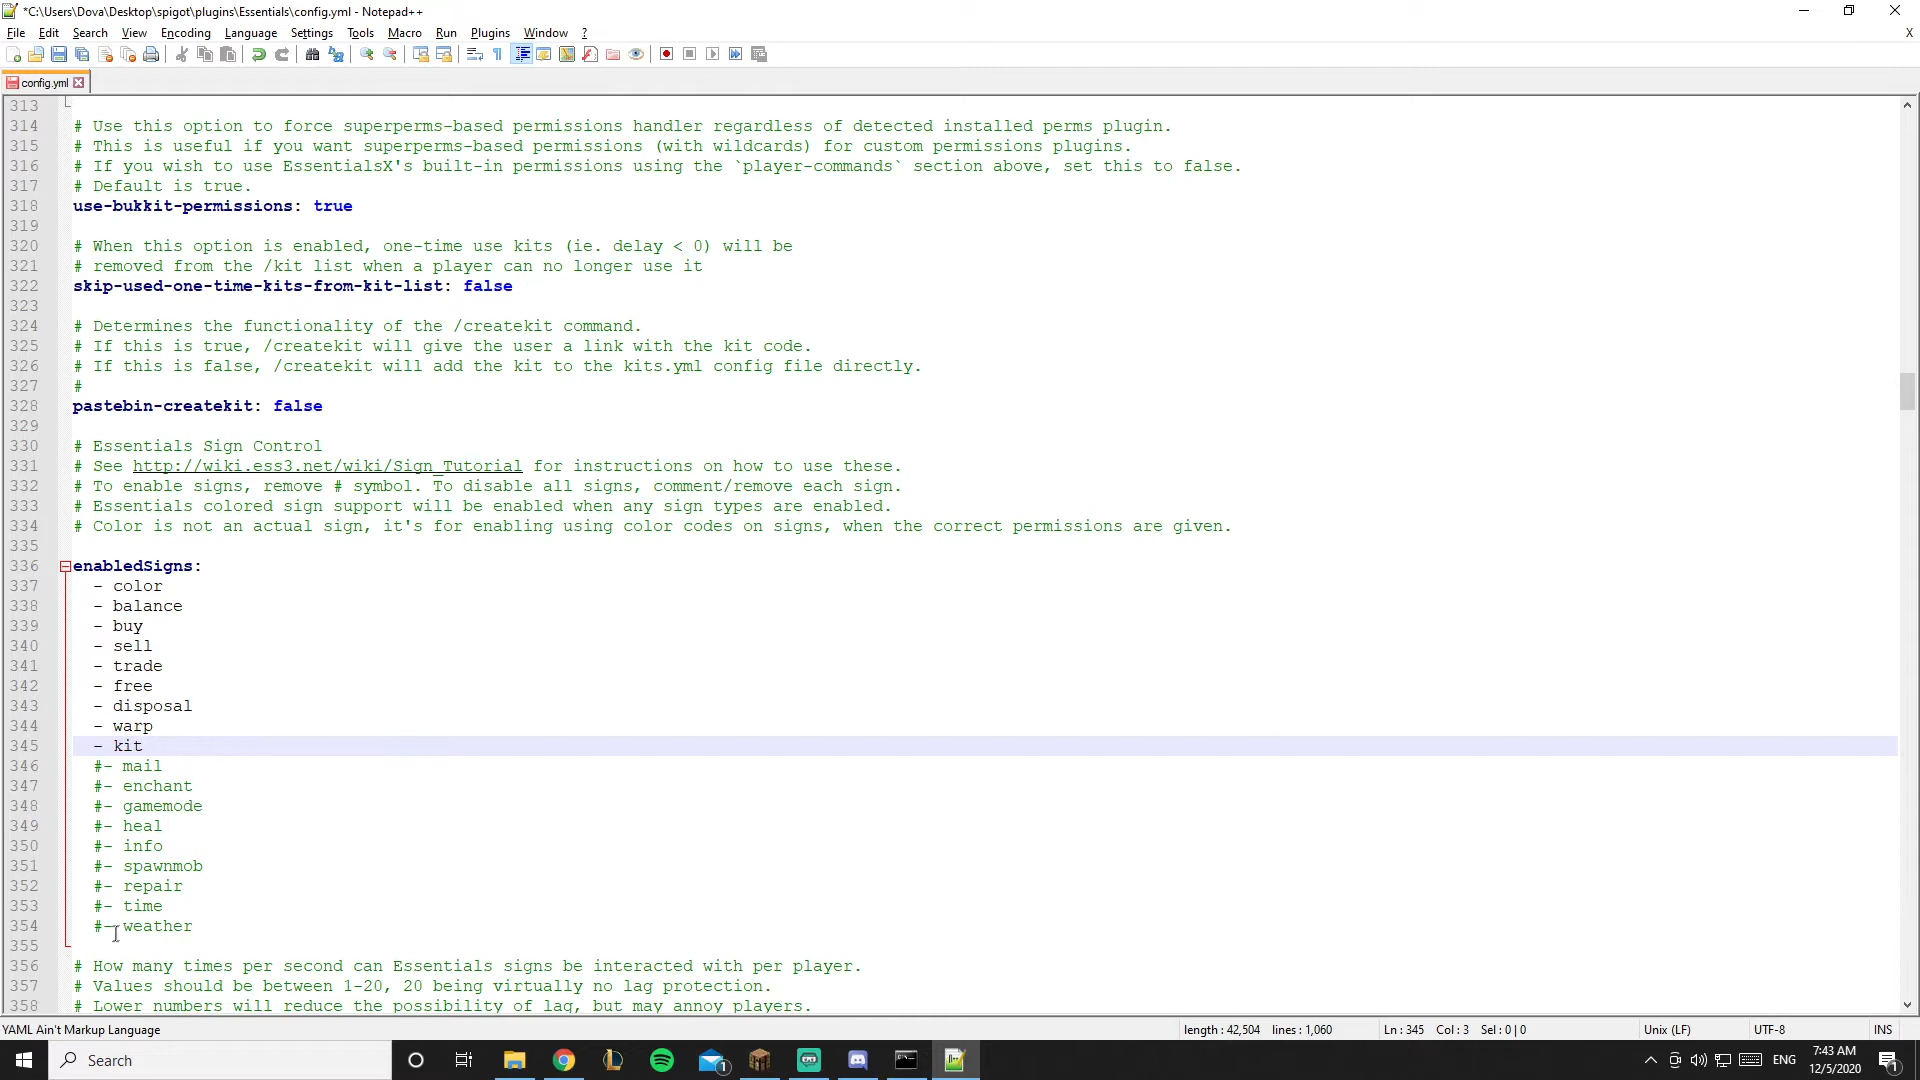 *C:\Users\Dova\Desktop\spigot\plugins\Essentials\config.yml - Notepad++
File Edit Search View Encoding Language Settings Tools Macro Run Plugins Window ? X
config.yml
313
314 # Use this option to force superperms-based permissions handler regardless of detected installed perms plugin.
315 # This is useful if you want superperms-based permissions (with wildcards) for custom permissions plugins.
316 # If you wish to use EssentialsX's built-in permissions using the `player-commands` section above, set this to false.
317 # Default is true.
318 use-bukkit-permissions: true
319
320 # When this option is enabled, one-time use kits (ie. delay < 0) will be
321 # removed from the /kit list when a player can no longer use it
322 skip-used-one-time-kits-from-kit-list: false
323
324 # Determines the functionality of the /createkit command.
325 # If this is true, /createkit will give the user a link with the kit code.
326 # If this is false, /createkit will add the kit to the kits.yml config file directly.
327 #
328 pastebin-createkit: false
329
330 # Essentials Sign Control
331 # See http://wiki.ess3.net/wiki/Sign_Tutorial for instructions on how to use these.
332 # To enable signs, remove # symbol. To disable all signs, comment/remove each sign.
333 # Essentials colored sign support will be enabled when any sign types are enabled.
334 # Color is not an actual sign, it's for enabling using color codes on signs, when the correct permissions are given.
335
336 enabledSigns:
337 - color
338 - balance
339 - buy
340 - sell
341 - trade
342 - free
343 - disposal
344 - warp
345 - kit
346 #- mail
347 #- enchant
348 #- gamemode
349 #- heal
350 #- info
351 #- spawnmob
352 #- repair
353 #- time
354 #- weather
355
356 # How many times per second can Essentials signs be interacted with per player.
357 # Values should be between 1-20, 20 being virtually no lag protection.
358 # Lower numbers will reduce the possibility of lag, but may annoy players.
YAML Ain't Markup Language length : 42,504 lines : 1,060 Ln : 345 Col : 3 Sel : 0 | 0 Unix (LF) UTF-8 INS
Search 1 ENG 7:43 AM 1
12/5/2020